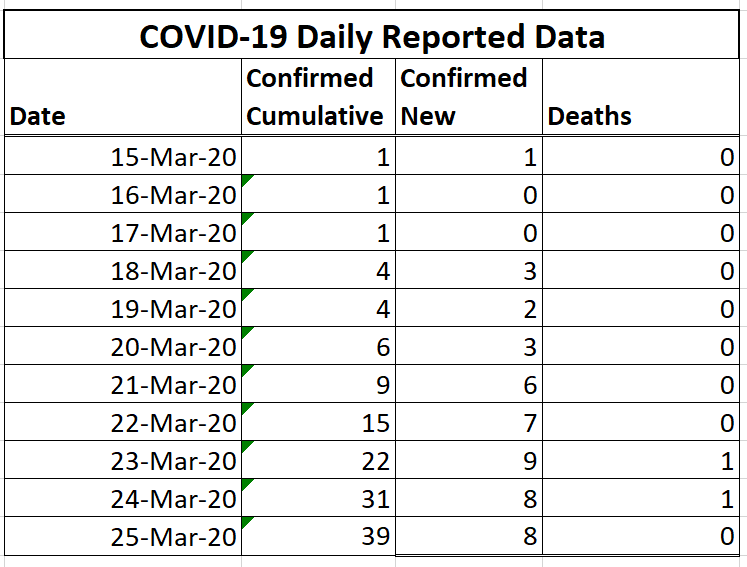 COVID-19 Daily Reported Data
Date Confirmed Cumulative Confirmed New Deaths
15-Mar-20 1 1 0
16-Mar-20 1 0 0
17-Mar-20 1 0 0
18-Mar-20 4 3 0
19-Mar-20 4 2 0
20-Mar-20 6 3 0
21-Mar-20 9 6 0
22-Mar-20 15 7 0
23-Mar-20 22 9 1
24-Mar-20 31 8 1
25-Mar-20 39 8 0